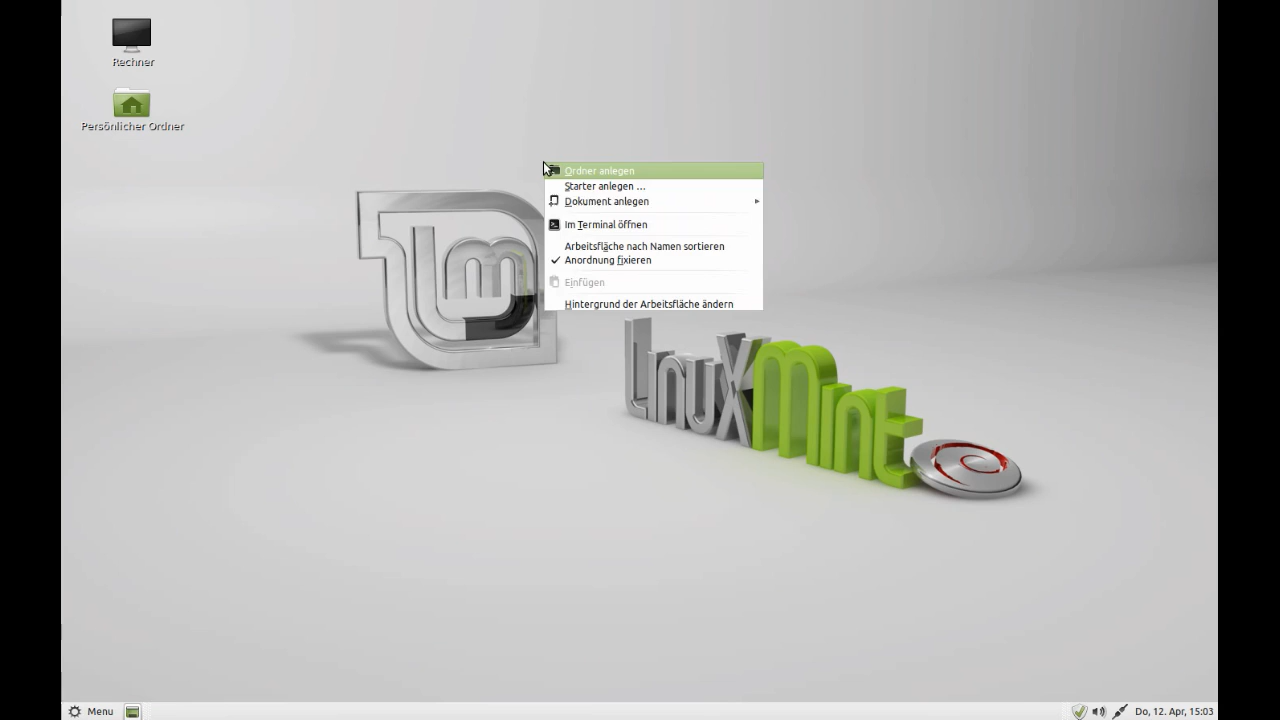 Rechner
Persönlicher Ordner
Ordner anlegen
Starter anlegen ...
Dokument anlegen
Im Terminal öffnen
Arbeitsfläche nach Namen sortieren
Anordnung fixieren
Einfügen
Hintergrund der Arbeitsfläche ändern
lm
LinuxMint
Menu
Do, 12. Apr, 15:03